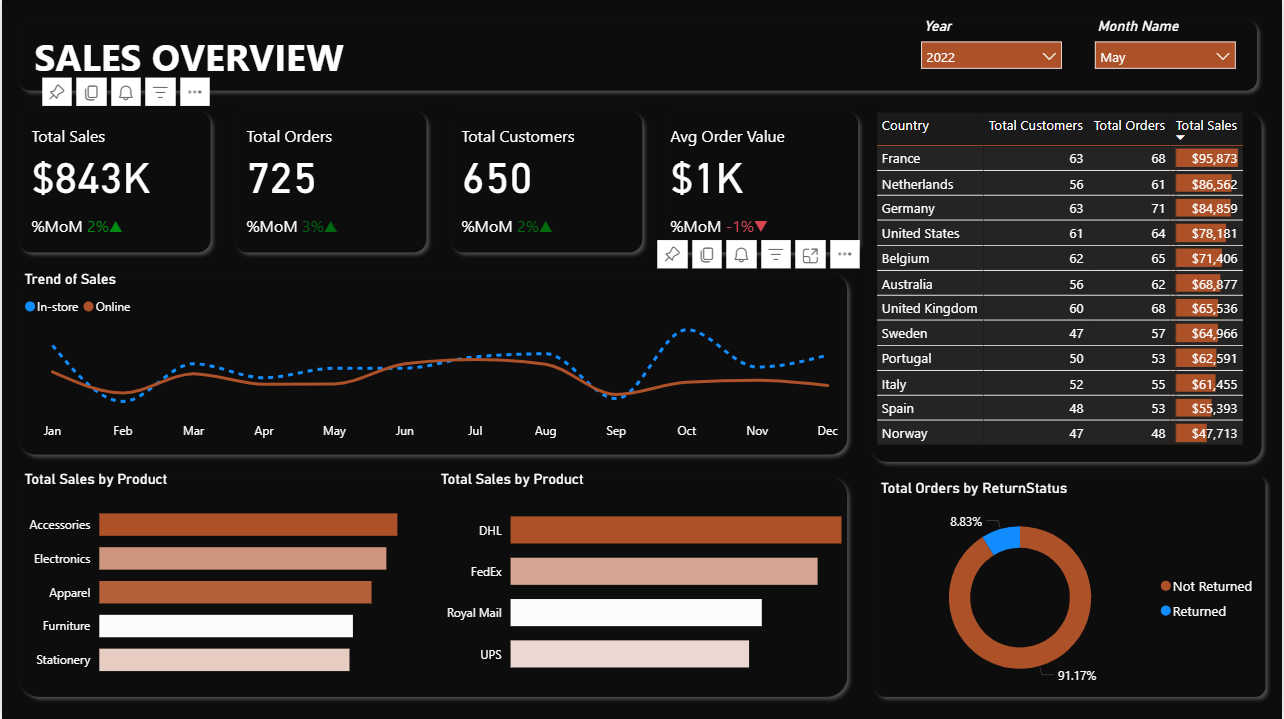 SALES OVERVIEW
Year
2022
Month Name
May
Total Sales
$843K
%MoM 2%▲
Total Orders
725
%MoM 3%▲
Total Customers
650
%MoM 2%▲
Avg Order Value
$1K
%MoM -1%▼
Country Total Customers Total Orders Total Sales
France 63 68 $95,873
Netherlands 56 61 $86,562
Germany 63 71 $84,859
United States 61 64 $78,181
Belgium 62 65 $71,406
Australia 56 62 $68,877
United Kingdom 60 68 $65,536
Sweden 47 57 $64,966
Portugal 50 53 $62,591
Italy 52 55 $61,455
Spain 48 53 $55,393
Norway 47 48 $47,713
Trend of Sales
In-store Online
Jan Feb Mar Apr May Jun Jul Aug Sep Oct Nov Dec
Total Sales by Product
Accessories
Electronics
Apparel
Furniture
Stationery
Total Sales by Product
DHL
FedEx
Royal Mail
UPS
Total Orders by ReturnStatus
8.83%
91.17%
Not Returned
Returned